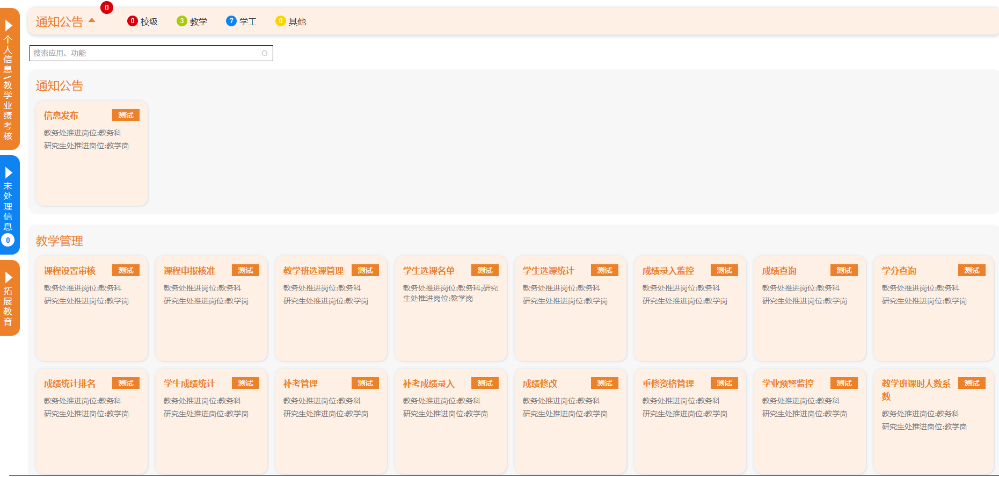 个人信息/教学业绩考核
未处理信息
0
拓展教育
通知公告 0
0 校级 3 教学 7 学工 0 其他
搜索应用、功能
通知公告
信息发布 测试
教务处推进岗位:教务科
研究生处推进岗位:教学岗
教学管理
课程设置审核 测试
教务处推进岗位:教务科
研究生处推进岗位:教学岗
课程申报核准 测试
教务处推进岗位:教务科
研究生处推进岗位:教学岗
教学班选课管理 测试
教务处推进岗位:教务科
研究生处推进岗位:教学岗
学生选课名单 测试
教务处推进岗位:教务科;研究
生处推进岗位:教学岗
学生选课统计 测试
教务处推进岗位:教务科
研究生处推进岗位:教学岗
成绩录入监控 测试
教务处推进岗位:教务科
研究生处推进岗位:教学岗
成绩查询 测试
教务处推进岗位:教务科
研究生处推进岗位:教学岗
学分查询 测试
教务处推进岗位:教务科
研究生处推进岗位:教学岗
成绩统计排名 测试
教务处推进岗位:教务科
研究生处推进岗位:教学岗
学生成绩统计 测试
教务处推进岗位:教务科
研究生处推进岗位:教学岗
补考管理 测试
教务处推进岗位:教务科
研究生处推进岗位:教学岗
补考成绩录入 测试
教务处推进岗位:教务科
研究生处推进岗位:教学岗
成绩修改 测试
教务处推进岗位:教务科
研究生处推进岗位:教学岗
重修资格管理 测试
教务处推进岗位:教务科
研究生处推进岗位:教学岗
学业预警监控 测试
教务处推进岗位:教务科
研究生处推进岗位:教学岗
教学班课时人数系 测试
数
教务处推进岗位:教务科
研究生处推进岗位:教学岗